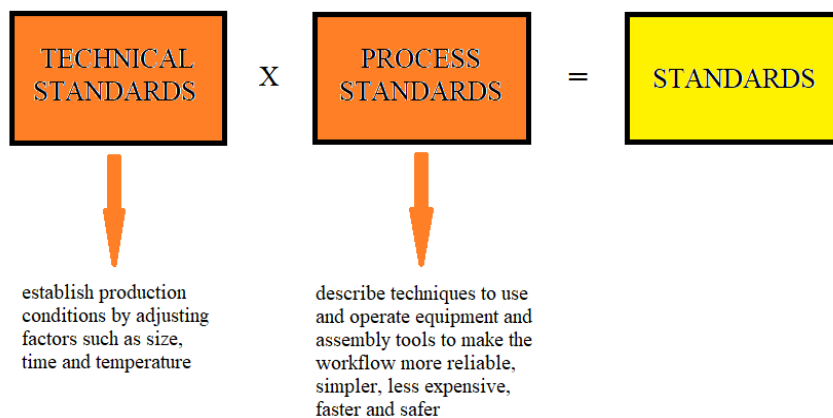 TECHNICAL
STANDARDS
X
PROCESS
STANDARDS
=
STANDARDS
establish production
conditions by adjusting
factors such as size,
time and temperature
describe techniques to use
and operate equipment and
assembly tools to make the
workflow more reliable,
simpler, less expensive,
faster and safer